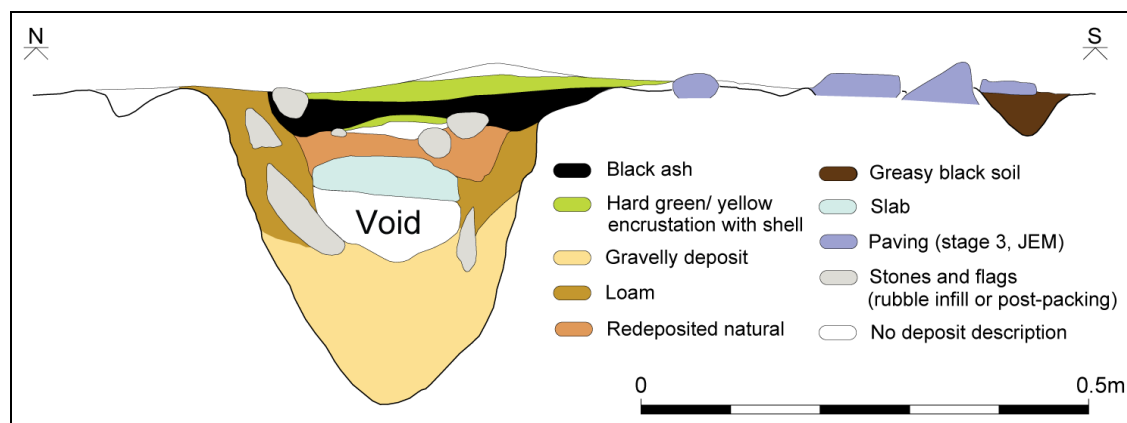 N
S
Void
Black ash
Hard green/ yellow
encrustation with shell
Gravelly deposit
Loam
Redeposited natural
Greasy black soil
Slab
Paving (stage 3, JEM)
Stones and flags
(rubble infill or post-packing)
No deposit description
0
0.5m